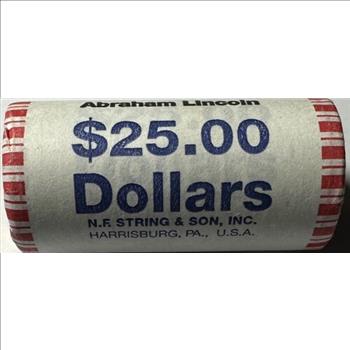 Abraham Lincoln
$25.00
Dollars
N.F. STRING & SON, INC.
HARRISBURG, PA., U.S.A.